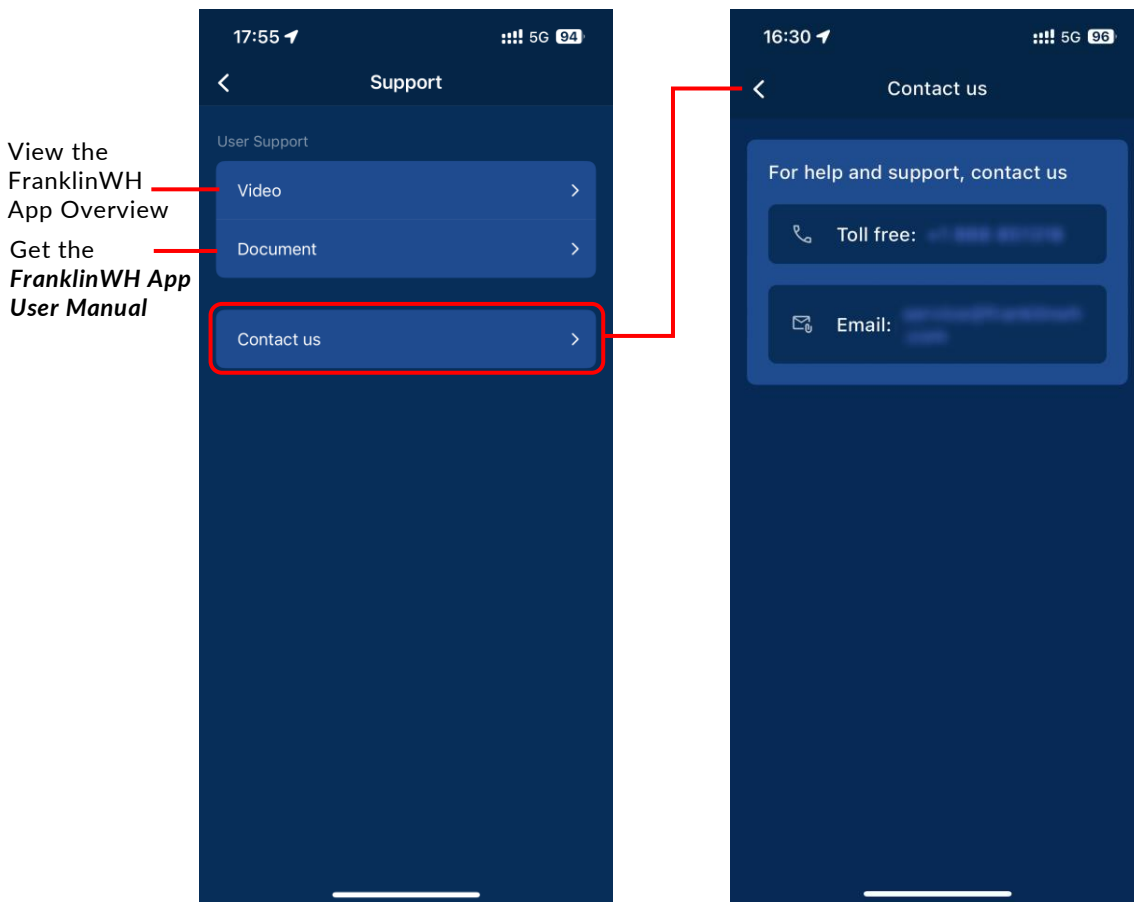 View the
FranklinWH
App Overview
Get the
FranklinWH App
User Manual
17:55
5G 94
Support
User Support
Video
Document
Contact us
16:30
5G 96
Contact us
For help and support, contact us
Toll free:
Email: